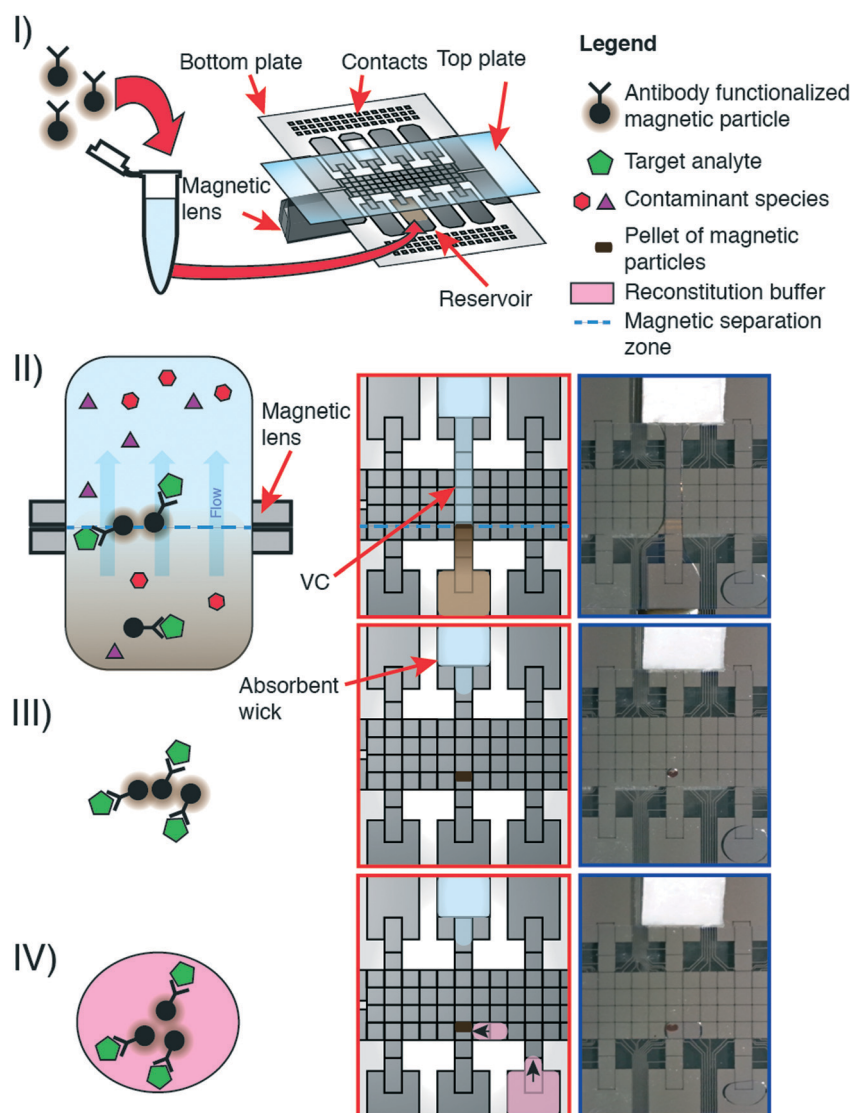 I)
Bottom plate
Contacts
Top plate
Magnetic
lens
Reservoir
Legend
Antibody functionalized
magnetic particle
Target analyte
Contaminant species
Pellet of magnetic
particles
Reconstitution buffer
Magnetic separation
zone
II)
Magnetic
lens
Flow
VC
Absorbent
wick
III)
IV)